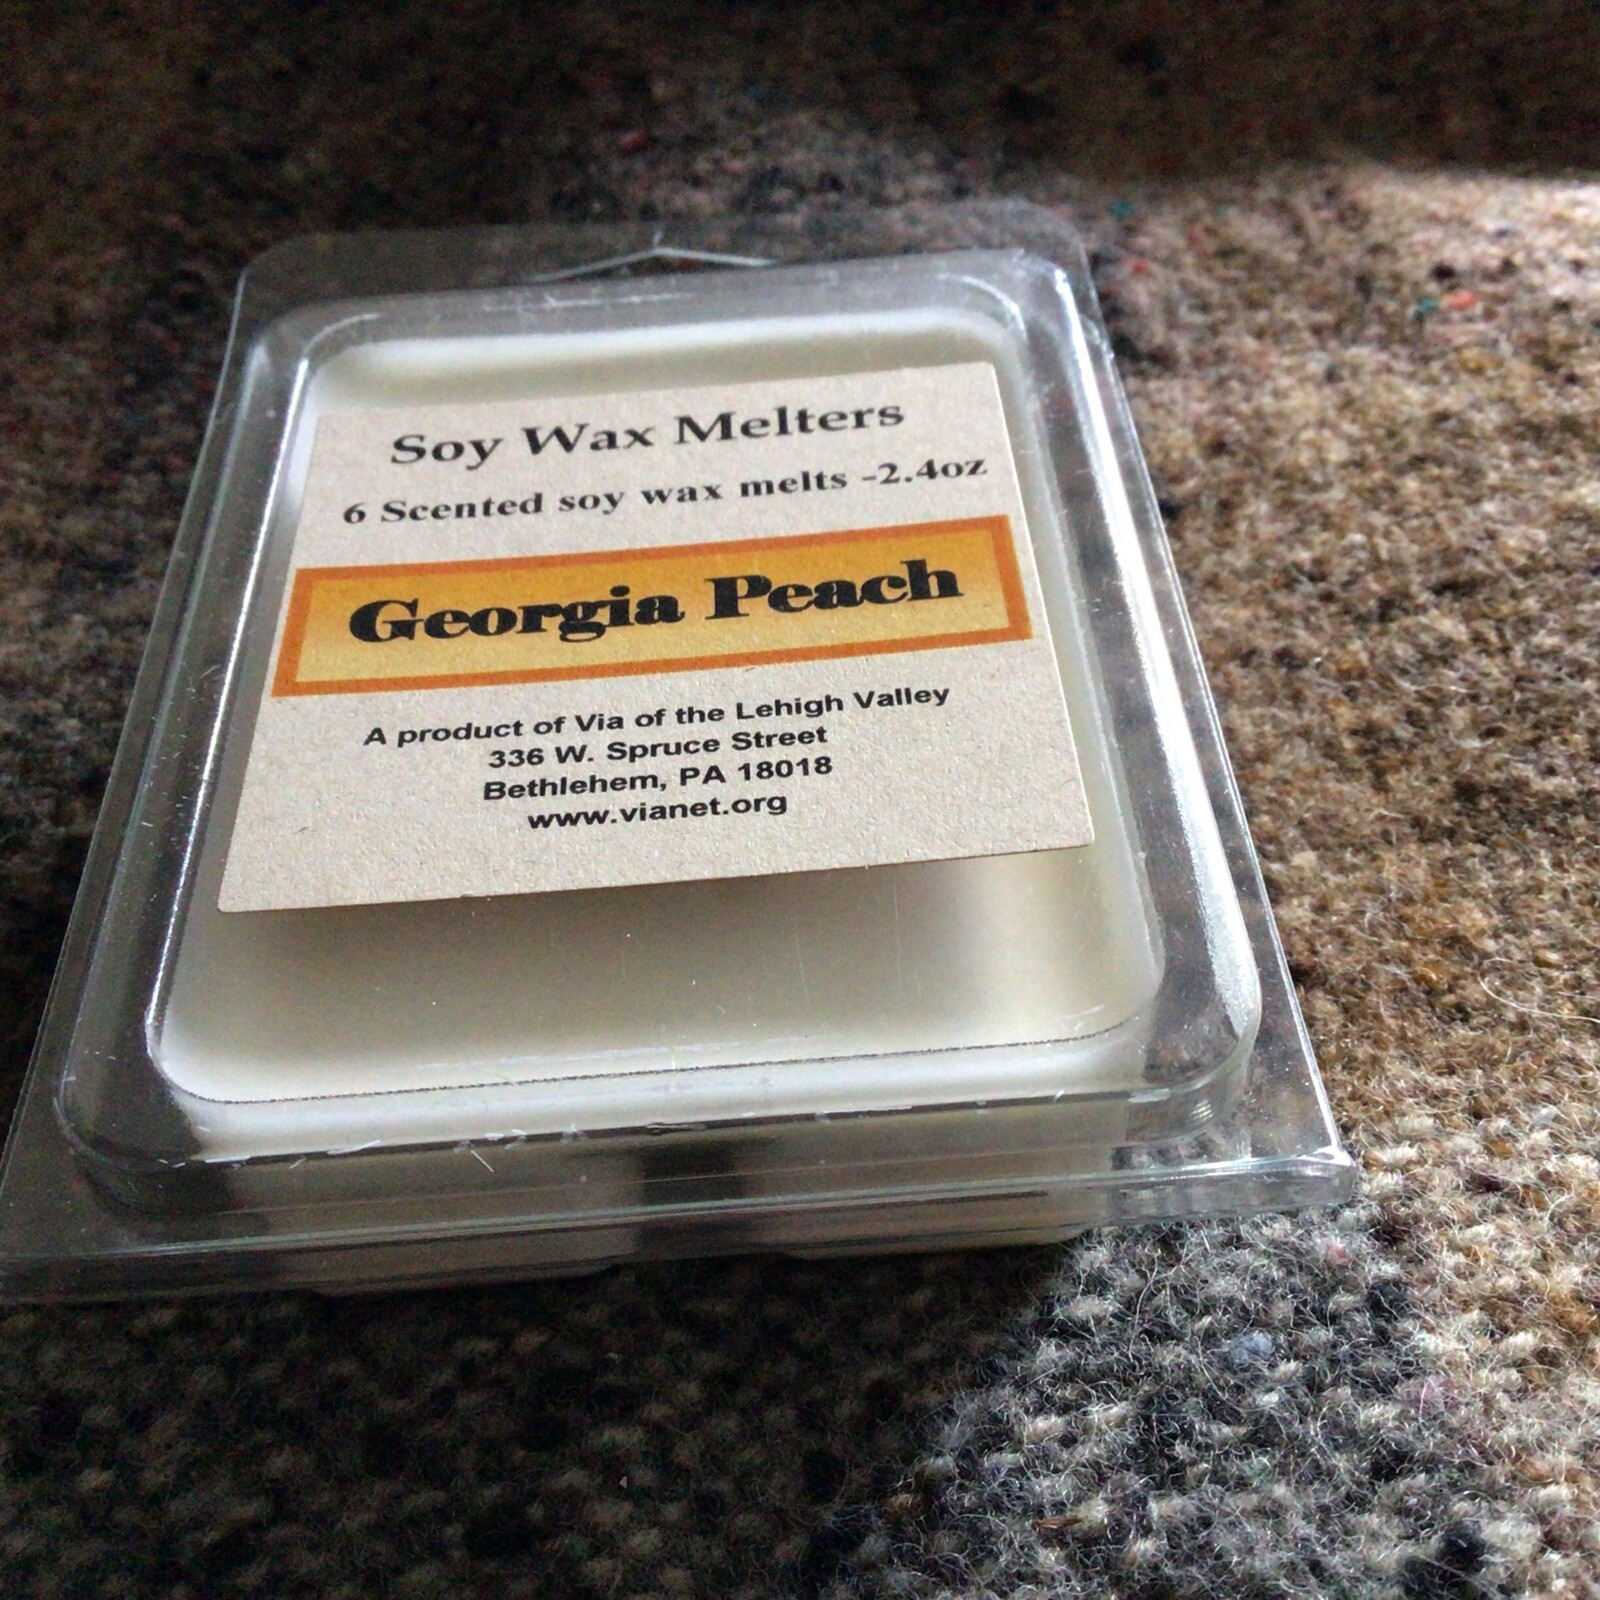 Soy Wax Melters
6 Scented soy wax melts -2.4oz
Georgia Peach
A product of Via of the Lehigh Valley
336 W. Spruce Street
Bethlehem, PA 18018
www.vianet.org